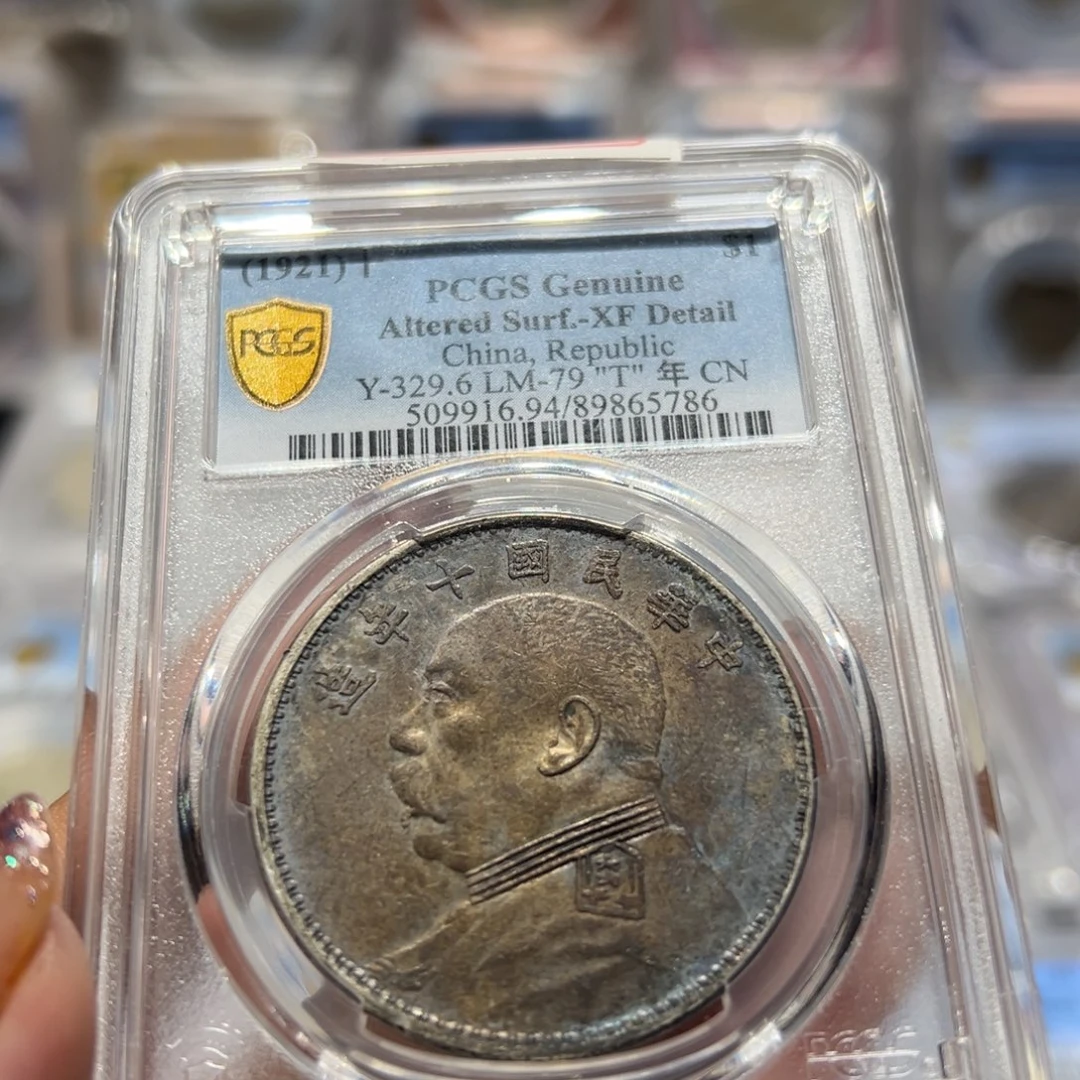 (1921) T $1
PCGS Genuine
Altered Surf.-XF Detail
China, Republic
Y-329.6 LM-79 "T" 年 CN
509916.94/89865786
PCGS
中華民國十年造
PCGS